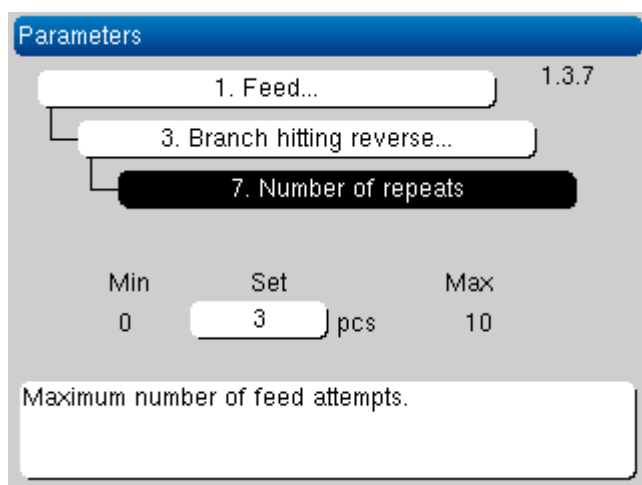 Parameters
1. Feed...
1.3.7
3. Branch hitting reverse...
7. Number of repeats
Min Set Max
0 3 pcs 10
Maximum number of feed attempts.